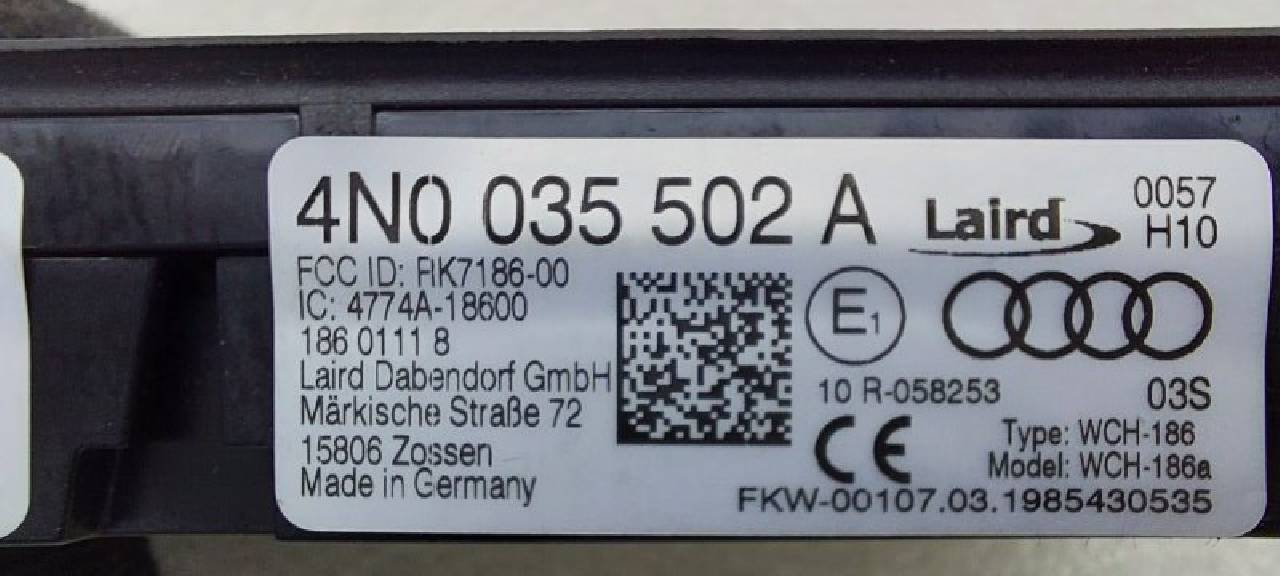 4N0 035 502 A
Laird
0057
H10
FCC ID: RK7186-00
IC: 4774A-18600
186 0111 8
Laird Dabendorf GmbH
Märkische Straße 72
15806 Zossen
Made in Germany
E1
10 R-058253
03S
CE
Type: WCH-186
Model: WCH-186a
FKW-00107.03.1985430535